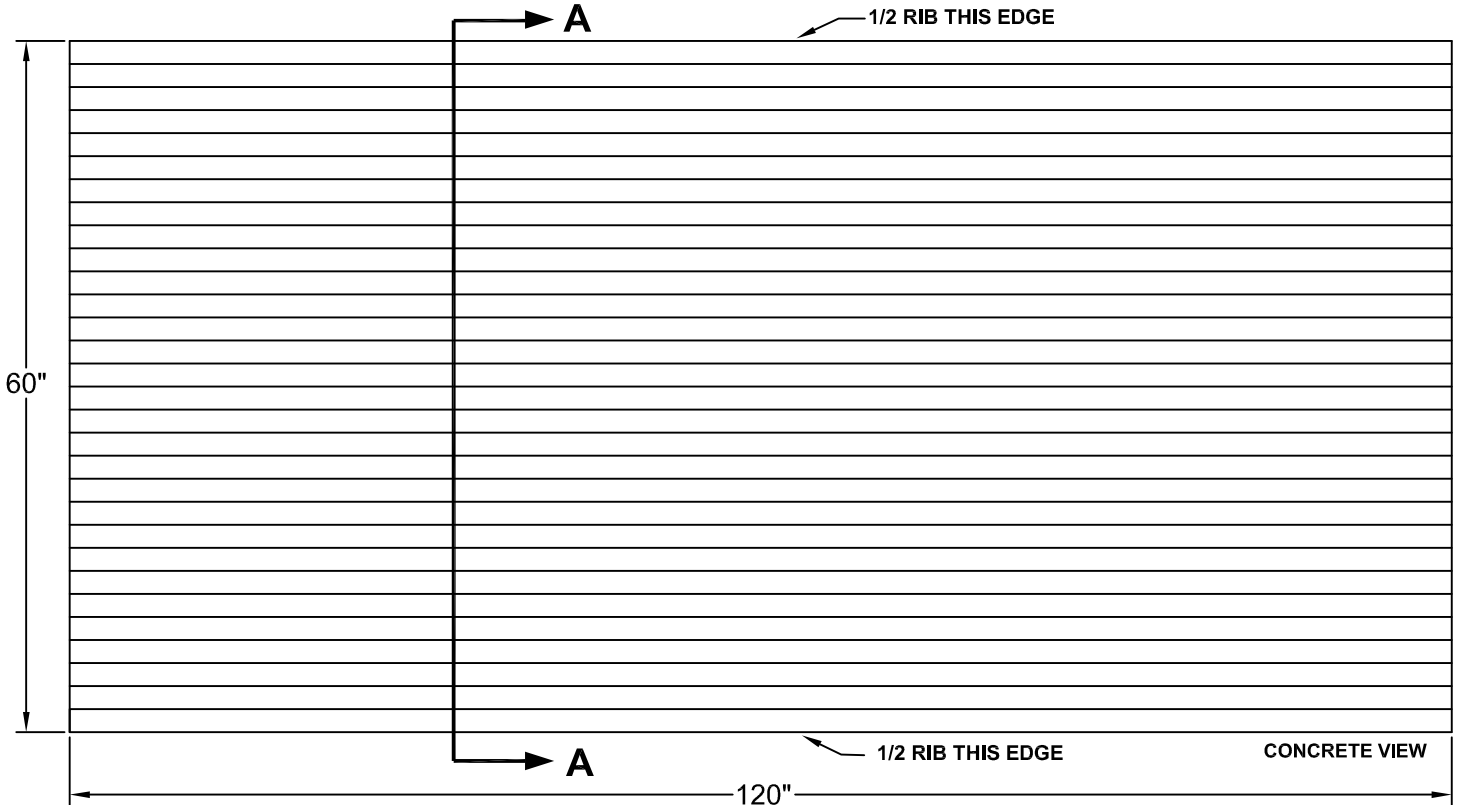 A
1/2 RIB THIS EDGE
60"
A
1/2 RIB THIS EDGE
CONCRETE VIEW
120"